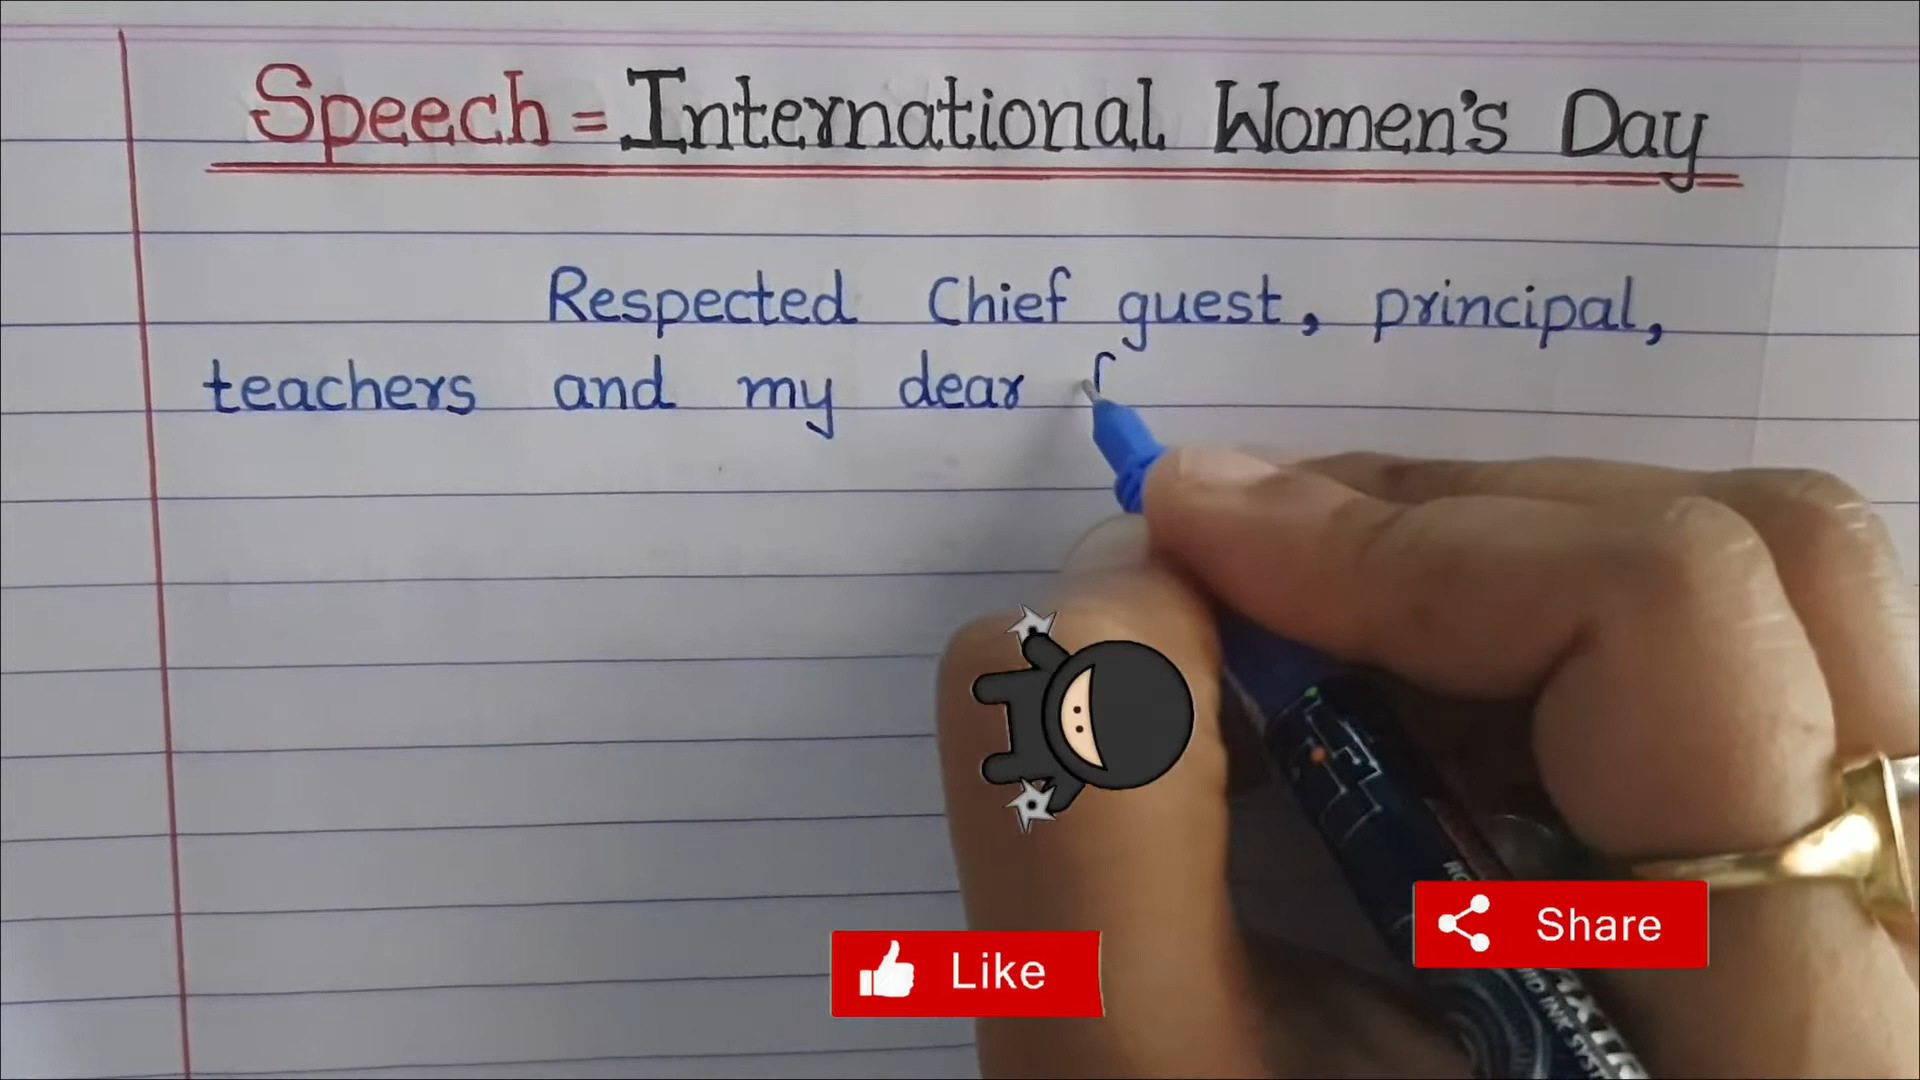 Speech = International Women's Day
Respected Chief guest, principal,
teachers and my dear
Like
Share